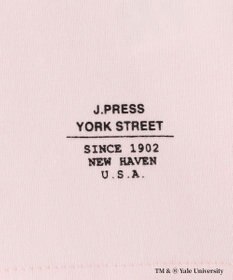 J.PRESS
YORK STREET
SINCE 1902
NEW HAVEN
U.S.A.
TM & ® Yale University